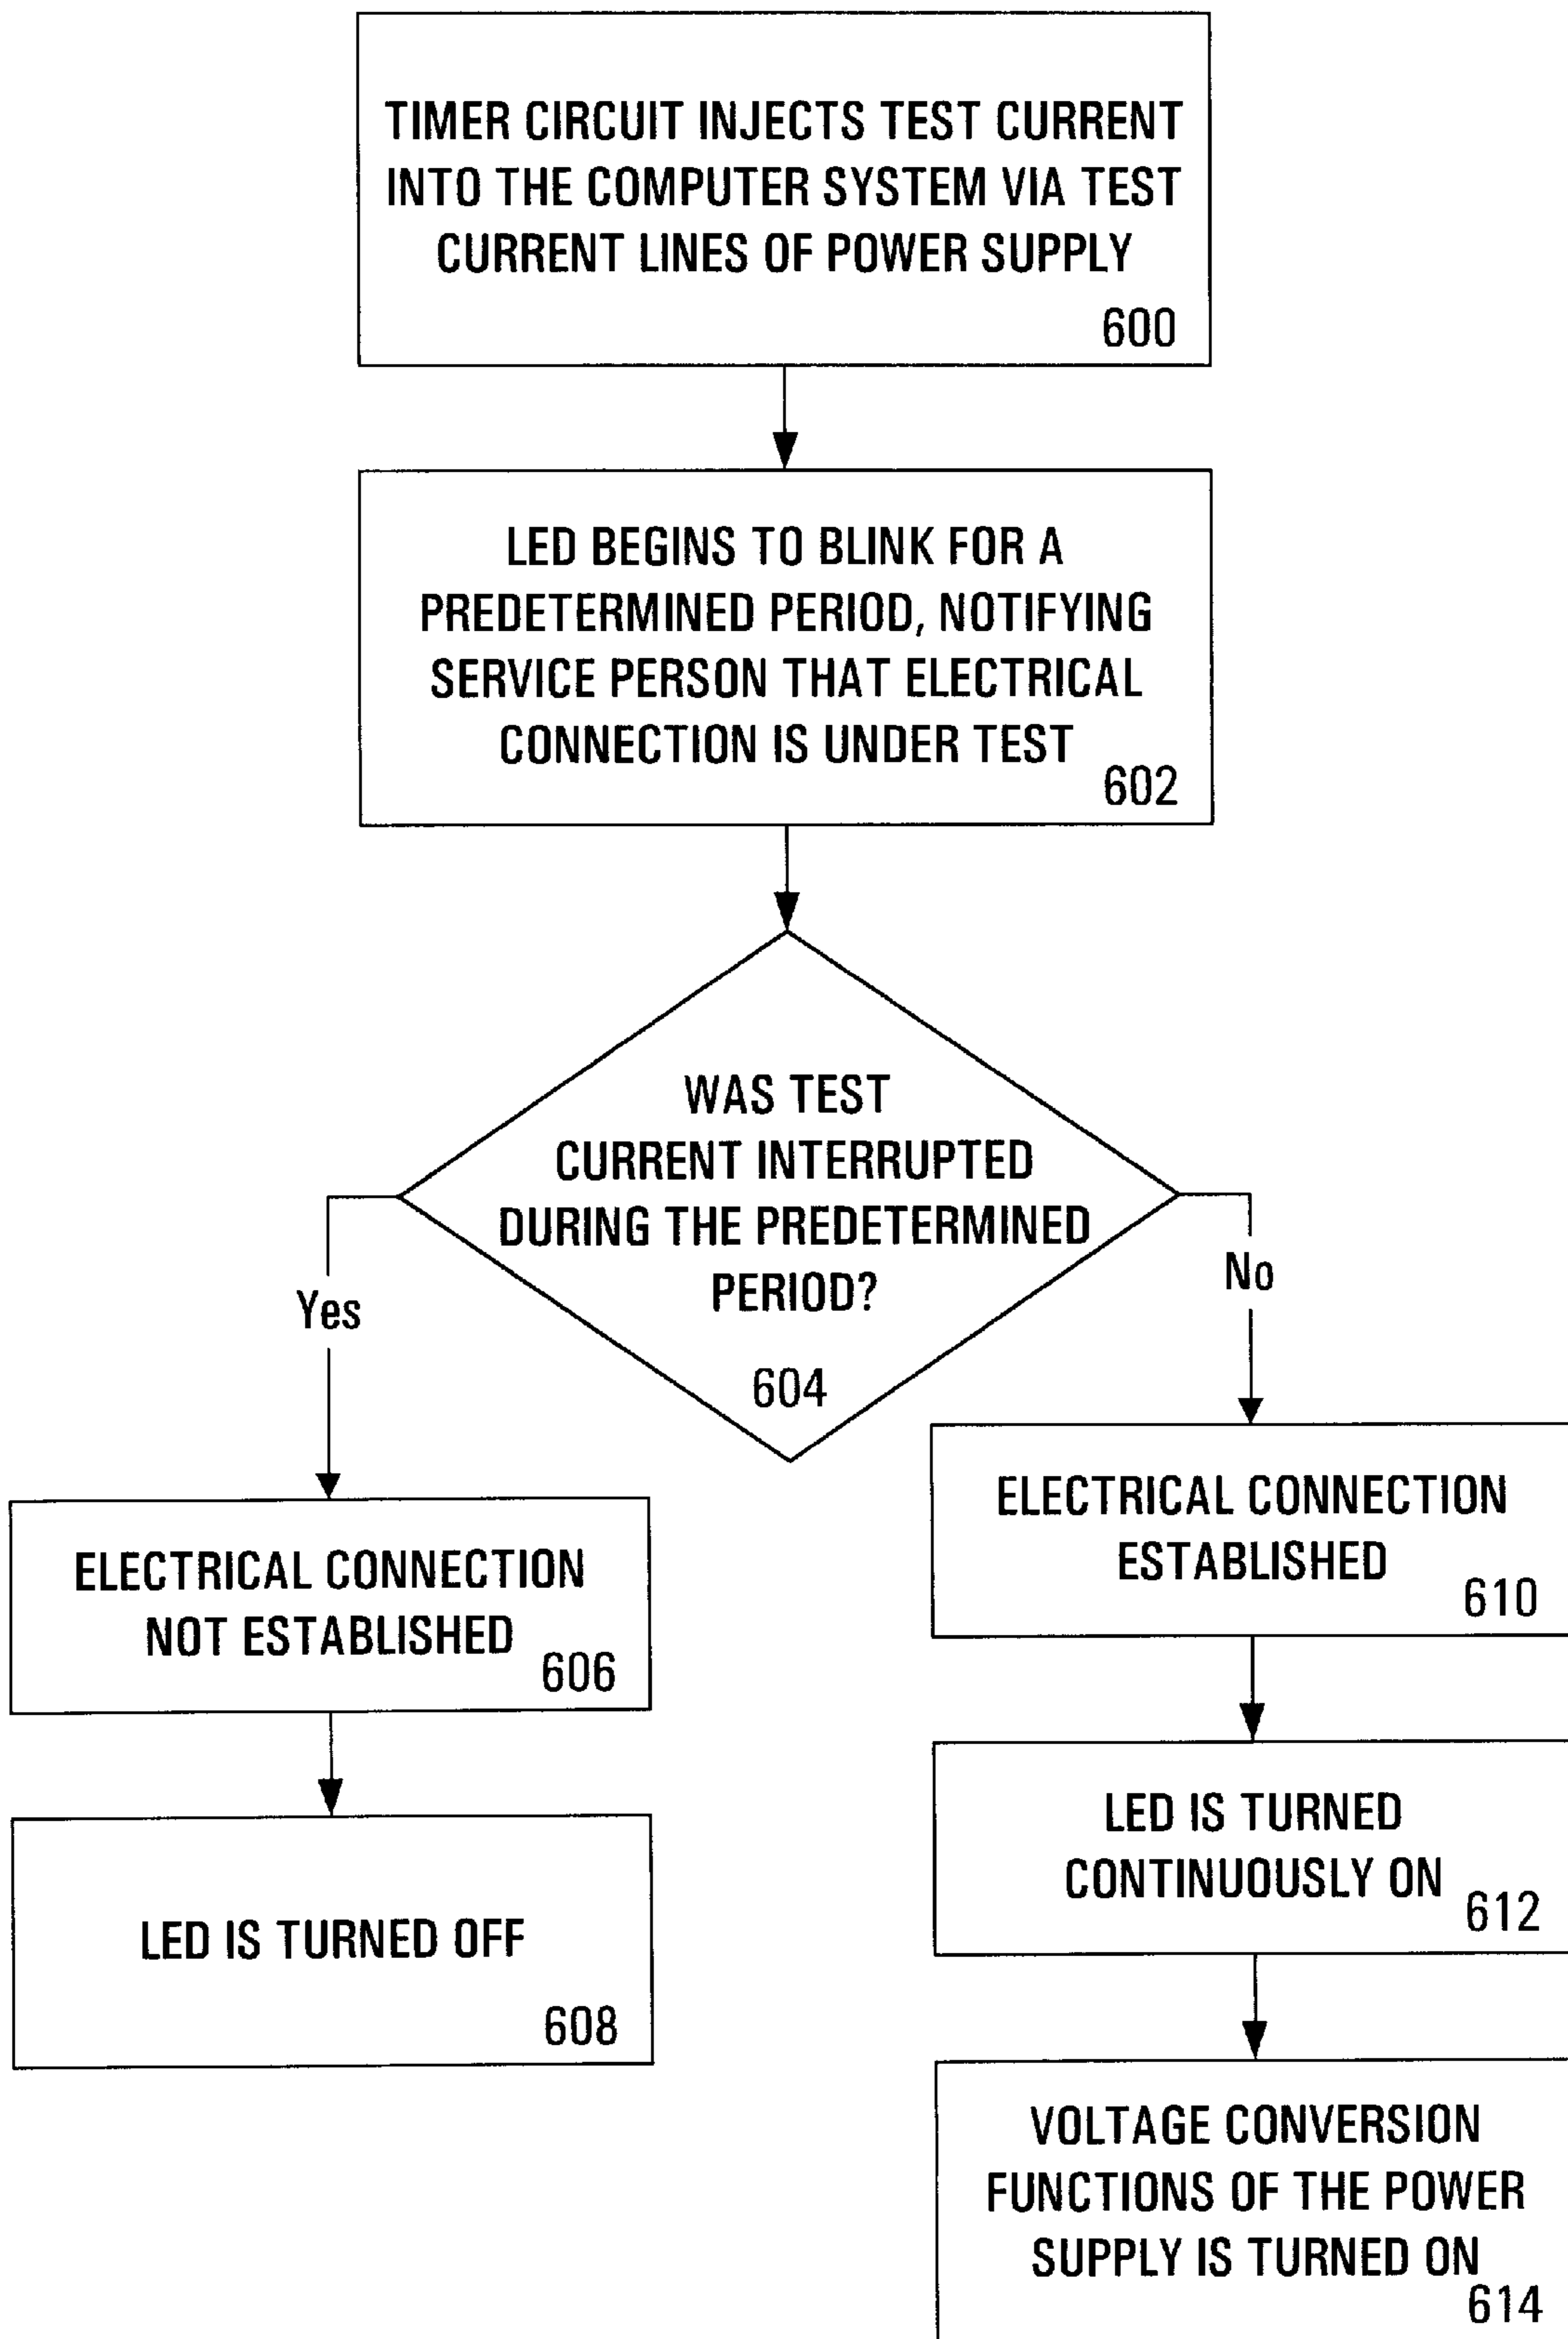 TIMER CIRCUIT INJECTS TEST CURRENT
INTO THE COMPUTER SYSTEM VIA TEST
CURRENT LINES OF POWER SUPPLY
600
LED BEGINS TO BLINK FOR A
PREDETERMINED PERIOD, NOTIFYING
SERVICE PERSON THAT ELECTRICAL
CONNECTION IS UNDER TEST
602
WAS TEST
CURRENT INTERRUPTED
DURING THE PREDETERMINED
PERIOD?
604
Yes
No
ELECTRICAL CONNECTION
NOT ESTABLISHED
606
LED IS TURNED OFF
608
ELECTRICAL CONNECTION
ESTABLISHED
610
LED IS TURNED
CONTINUOUSLY ON
612
VOLTAGE CONVERSION
FUNCTIONS OF THE POWER
SUPPLY IS TURNED ON
614